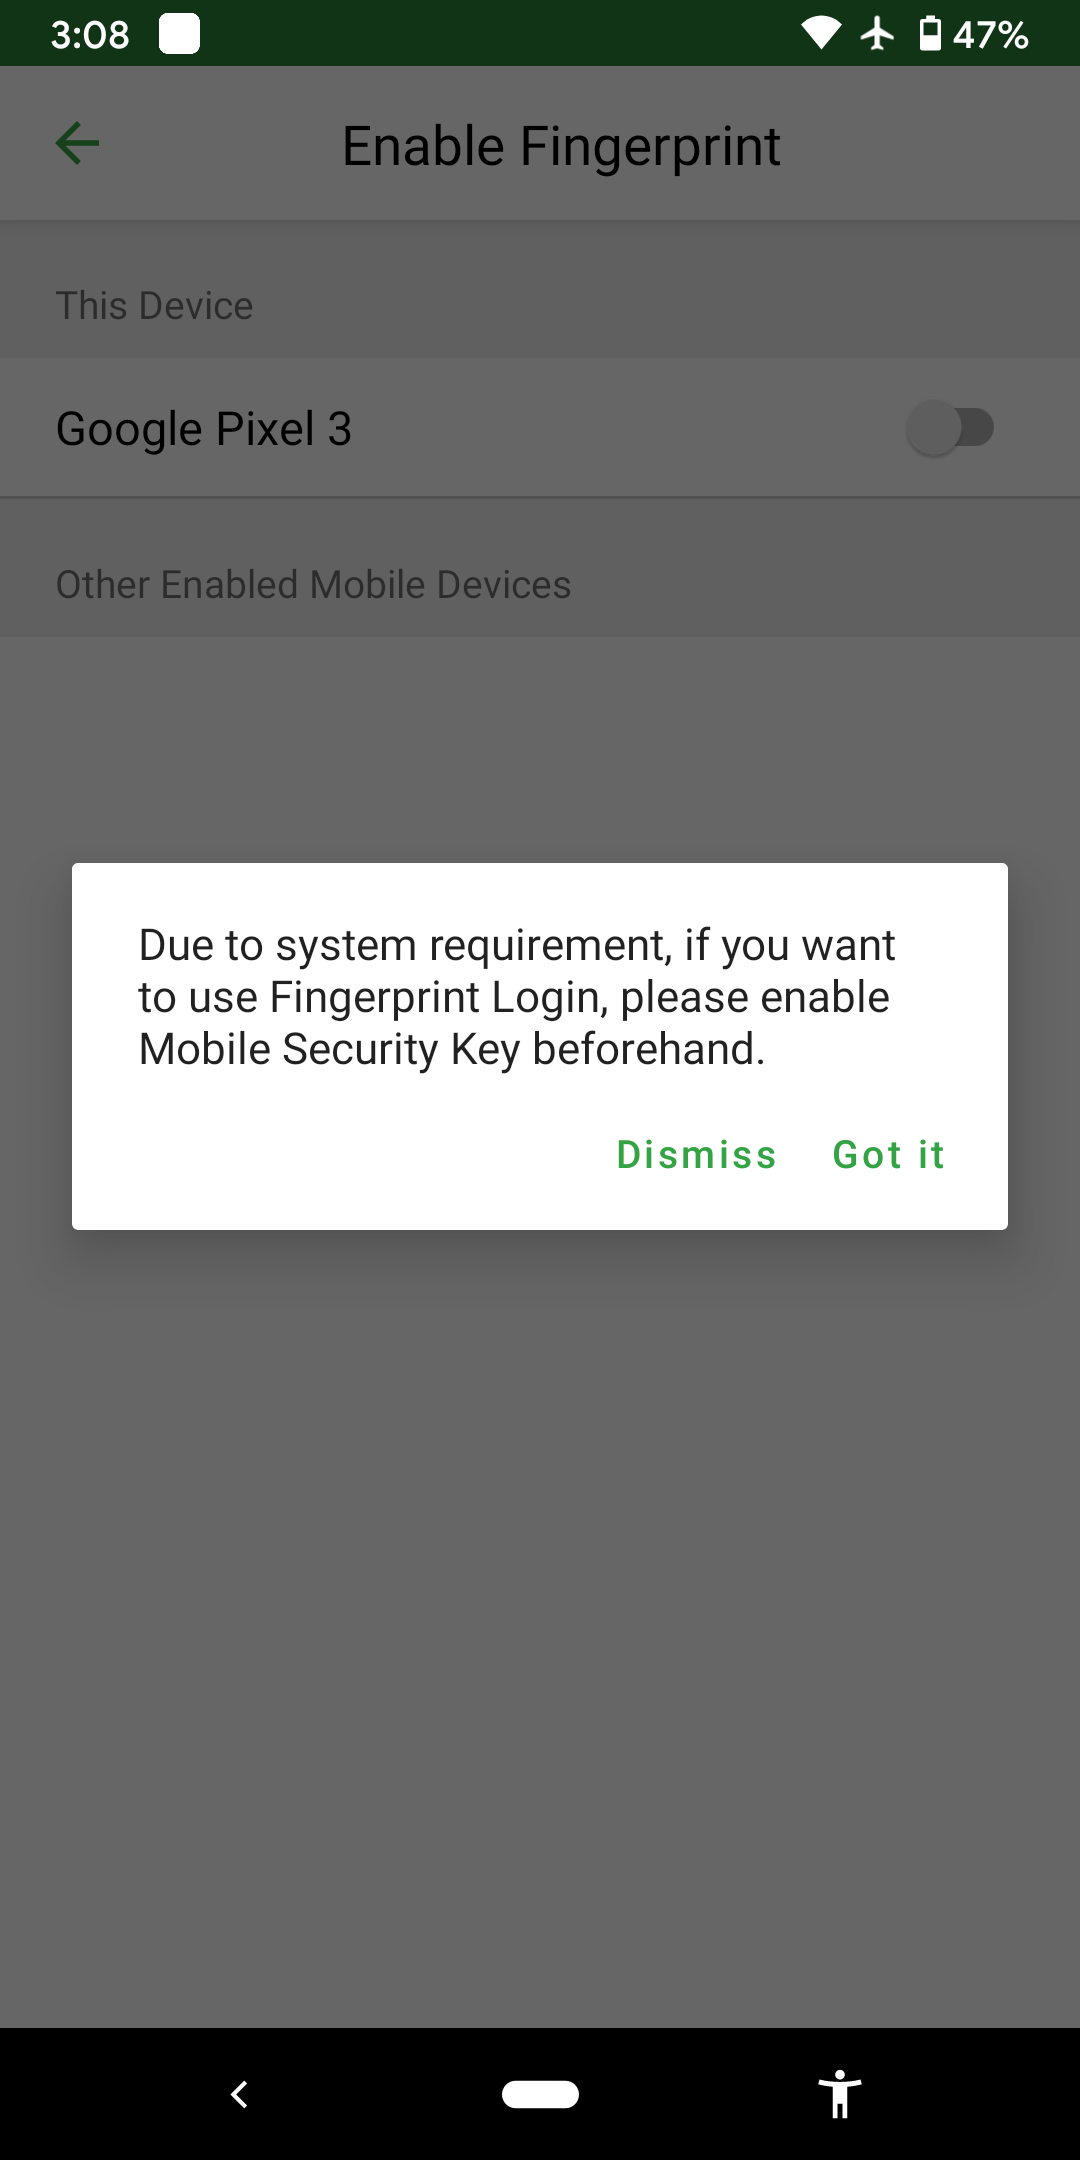 3:08
47%
Enable Fingerprint
This Device
Google Pixel 3
Other Enabled Mobile Devices
Due to system requirement, if you want
to use Fingerprint Login, please enable
Mobile Security Key beforehand.
Dismiss Got it